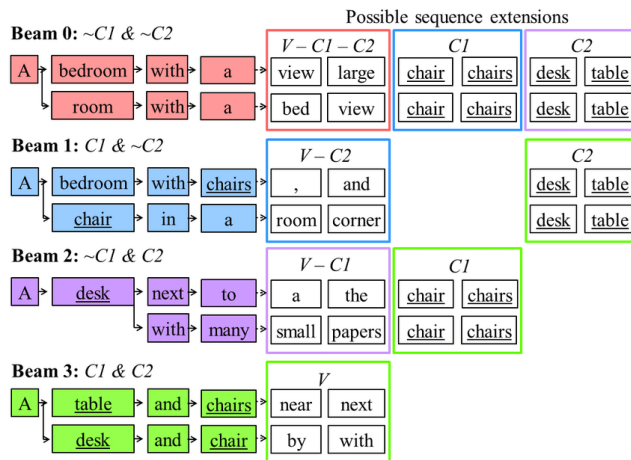 Possible sequence extensions
Beam 0: ~C1 & ~C2
V – C1 – C2 C1 C2
A bedroom with a view large chair chairs desk table
room with a bed view chair chairs desk table
Beam 1: C1 & ~C2
V – C2 C2
A bedroom with chairs , and desk table
chair in a room corner desk table
Beam 2: ~C1 & C2
V – C1 C1
A desk next to a the chair chairs
with many small papers chair chairs
Beam 3: C1 & C2
V
A table and chairs near next
desk and chair by with